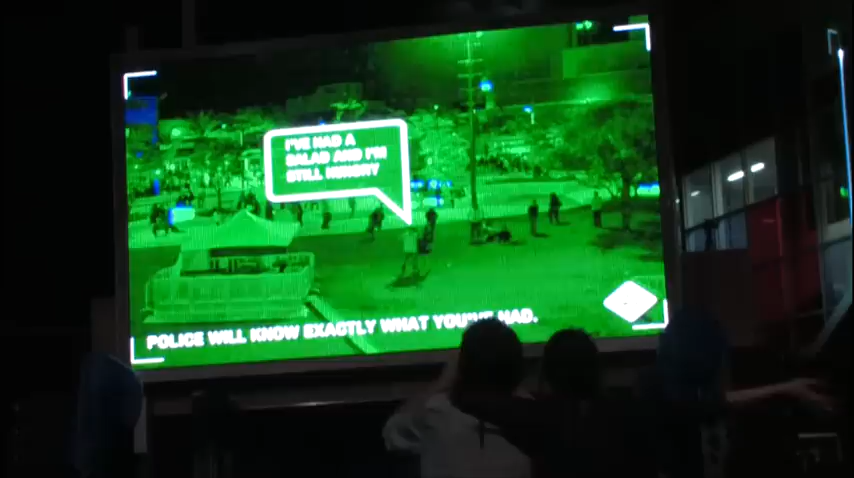 I'VE HAD A
SALAD AND I'M
STILL HUNGRY
POLICE WILL KNOW EXACTLY WHAT YOU'VE HAD.